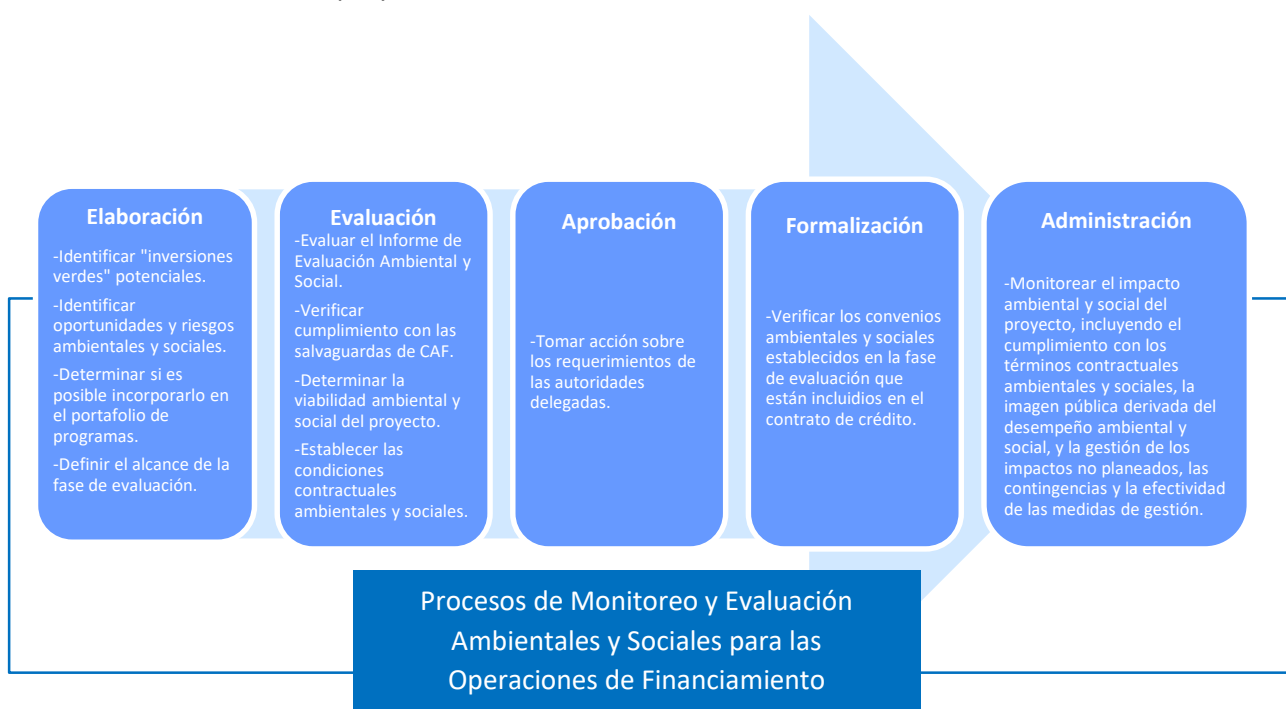 Elaboración
-Identificar "inversiones
verdes" potenciales.
-Identificar
oportunidades y riesgos
ambientales y sociales.
-Determinar si es
posible incorporarlo en
el portafolio de
programas.
-Definir el alcance de la
fase de evaluación.
Evaluación
-Evaluar el Informe de
Evaluación Ambiental y
Social.
-Verificar
cumplimiento con las
salvaguardas de CAF.
-Determinar la
viabilidad ambiental y
social del proyecto.
-Establecer las
condiciones
contractuales
ambientales y sociales.
Aprobación
-Tomar acción sobre
los requerimientos de
las autoridades
delegadas.
Formalización
-Verificar los convenios
ambientales y sociales
establecidos en la fase
de evaluación que
están incluidios en el
contrato de crédito.
Administración
-Monitorear el impacto
ambiental y social del
proyecto, incluyendo el
cumplimiento con los
términos contractuales
ambientales y sociales, la
imagen pública derivada del
desempeño ambiental y
social, y la gestión de los
impactos no planeados, las
contingencias y la efectividad
de las medidas de gestión.
Procesos de Monitoreo y Evaluación
Ambientales y Sociales para las
Operaciones de Financiamiento